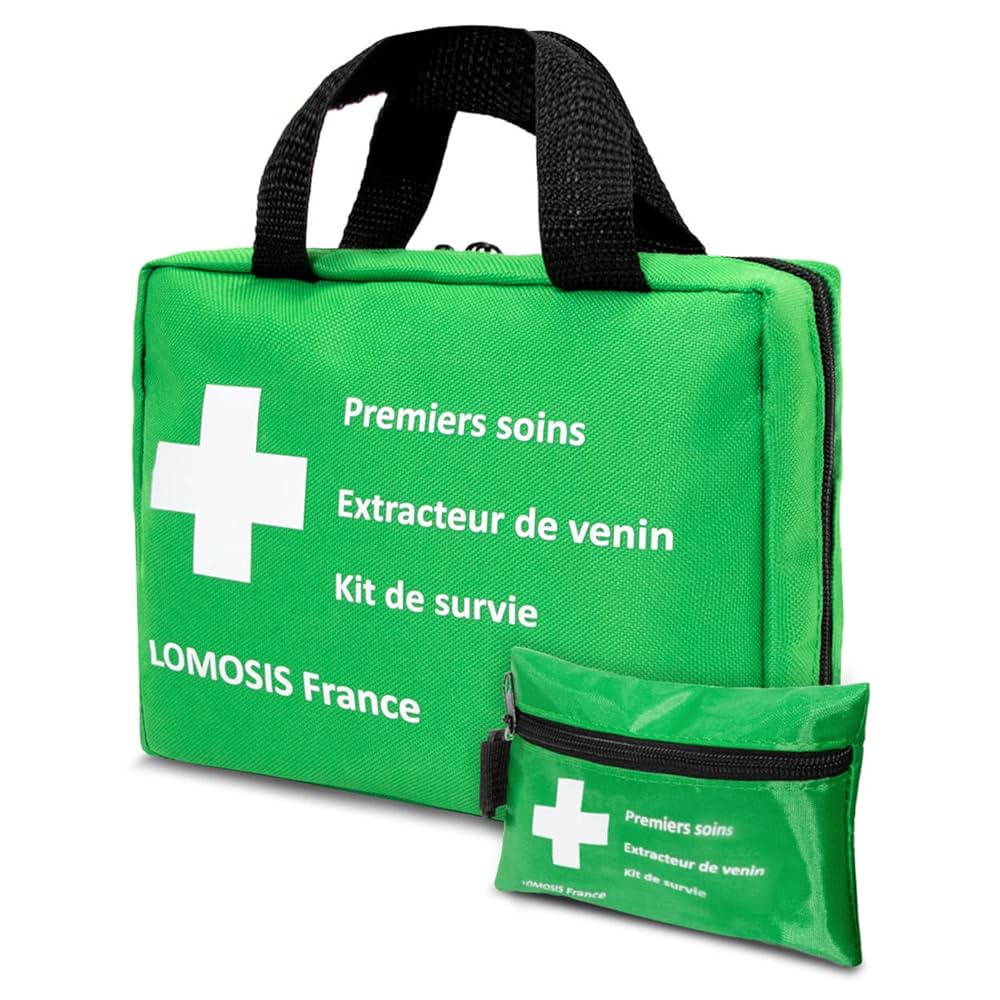 Premiers soins
Extracteur de venin
Kit de survie
LOMOSIS France
Premiers soins
Extracteur de venin
Kit de survie
LOMOSIS France